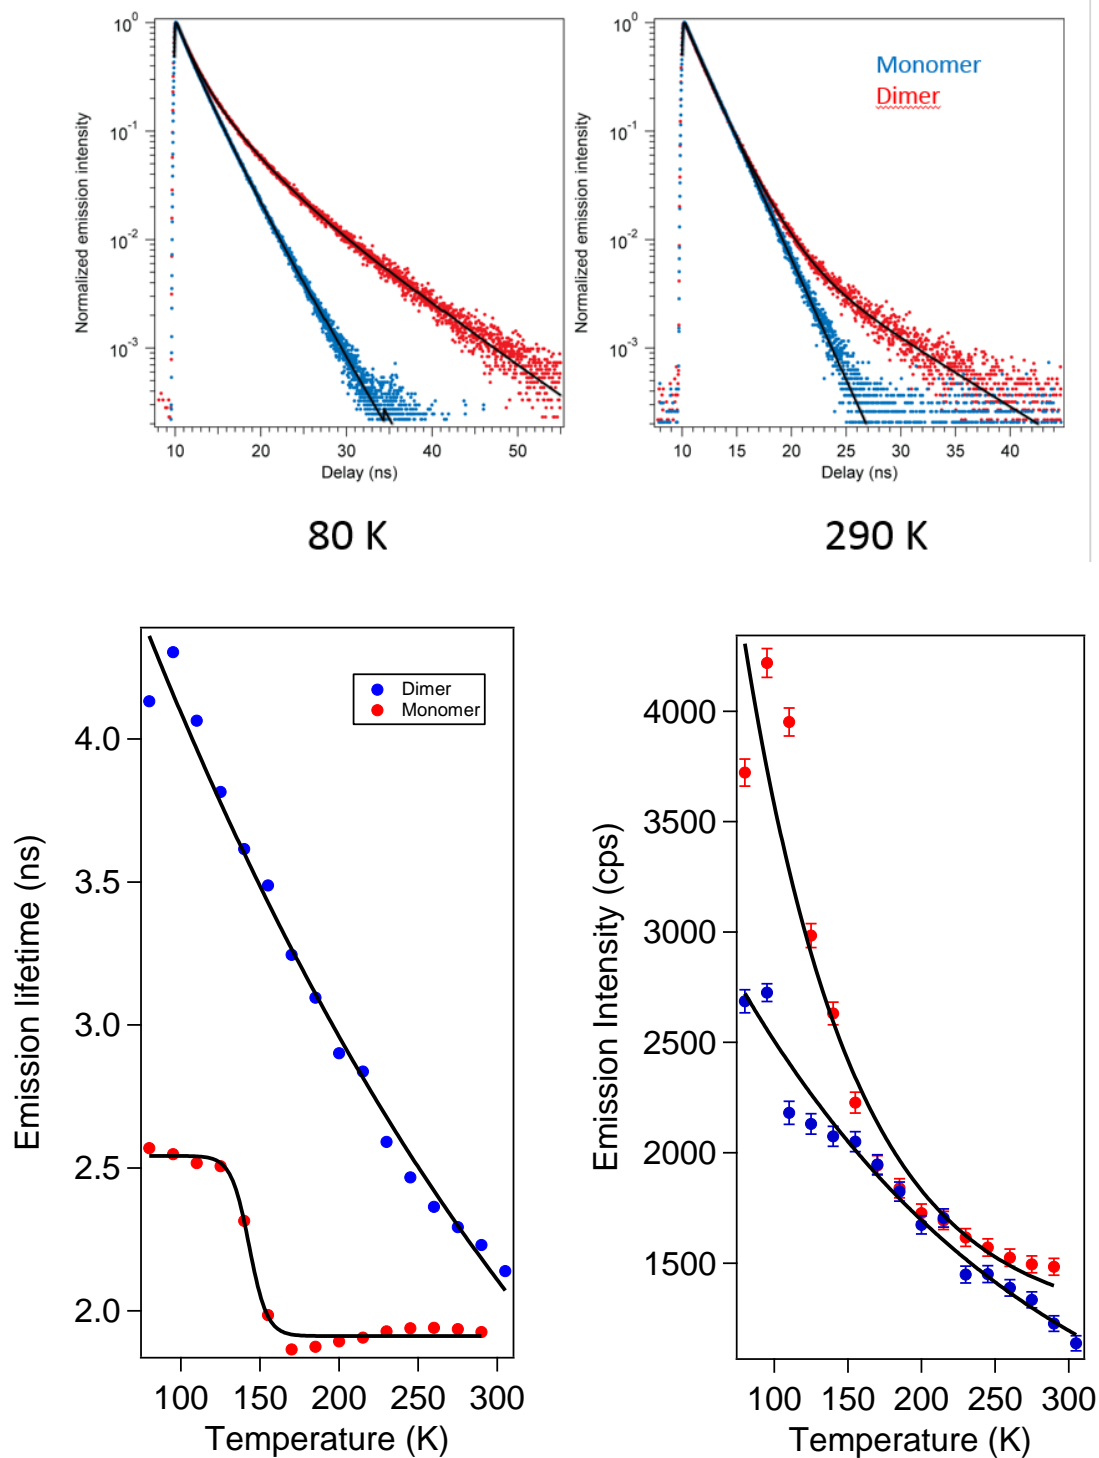 Normalized emission intensity
10⁰
10⁻¹
10⁻²
10⁻³
10 20 30 40 50
Delay (ns)
80 K
Normalized emission intensity
10⁰
10⁻¹
10⁻²
10⁻³
Monomer
Dimer
10 15 20 25 30 35 40
Delay (ns)
290 K
Emission lifetime (ns)
4.0
3.5
3.0
2.5
2.0
Dimer
Monomer
100 150 200 250 300
Temperature (K)
Emission Intensity (cps)
4000
3500
3000
2500
2000
1500
100 150 200 250 300
Temperature (K)